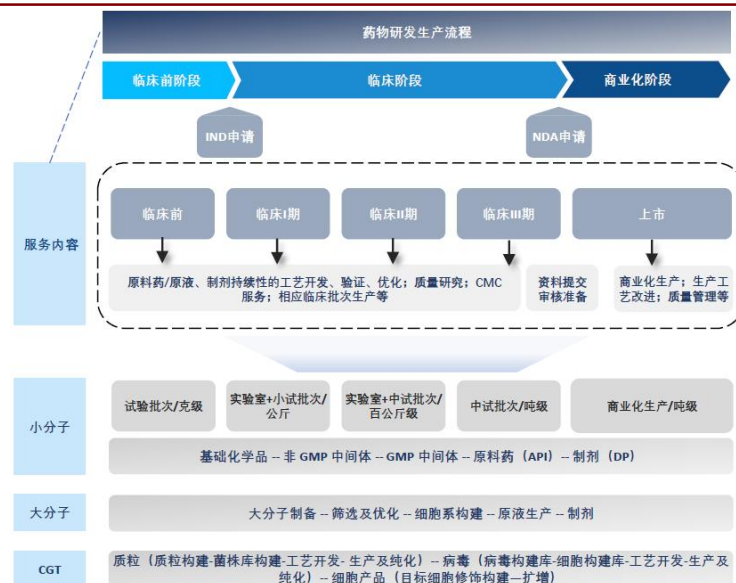 药物研发生产流程
临床前阶段
临床阶段
商业化阶段
IND申请
NDA申请
服务内容
临床前
临床I期
临床II期
临床III期
上市
原料药/原液、制剂持续性的工艺开发、验证、优化；质量研究；CMC
服务；相应临床批次生产等
资料提交
审核准备
商业化生产；生产工
艺改进；质量管理等
小分子
试验批次/克级
实验室+小试批次/
公斤
实验室+中试批次/
百公斤级
中试批次/吨级
商业化生产/吨级
基础化学品 -- 非 GMP 中间体 -- GMP 中间体 -- 原料药（API）-- 制剂（DP）
大分子
大分子制备 -- 筛选及优化 -- 细胞系构建 -- 原液生产 -- 制剂
CGT
质粒（质粒构建-菌株库构建-工艺开发- 生产及纯化）-- 病毒（病毒构建库-细胞构建库-工艺开发-生产及
纯化）-- 细胞产品（目标细胞修饰构建—扩增）